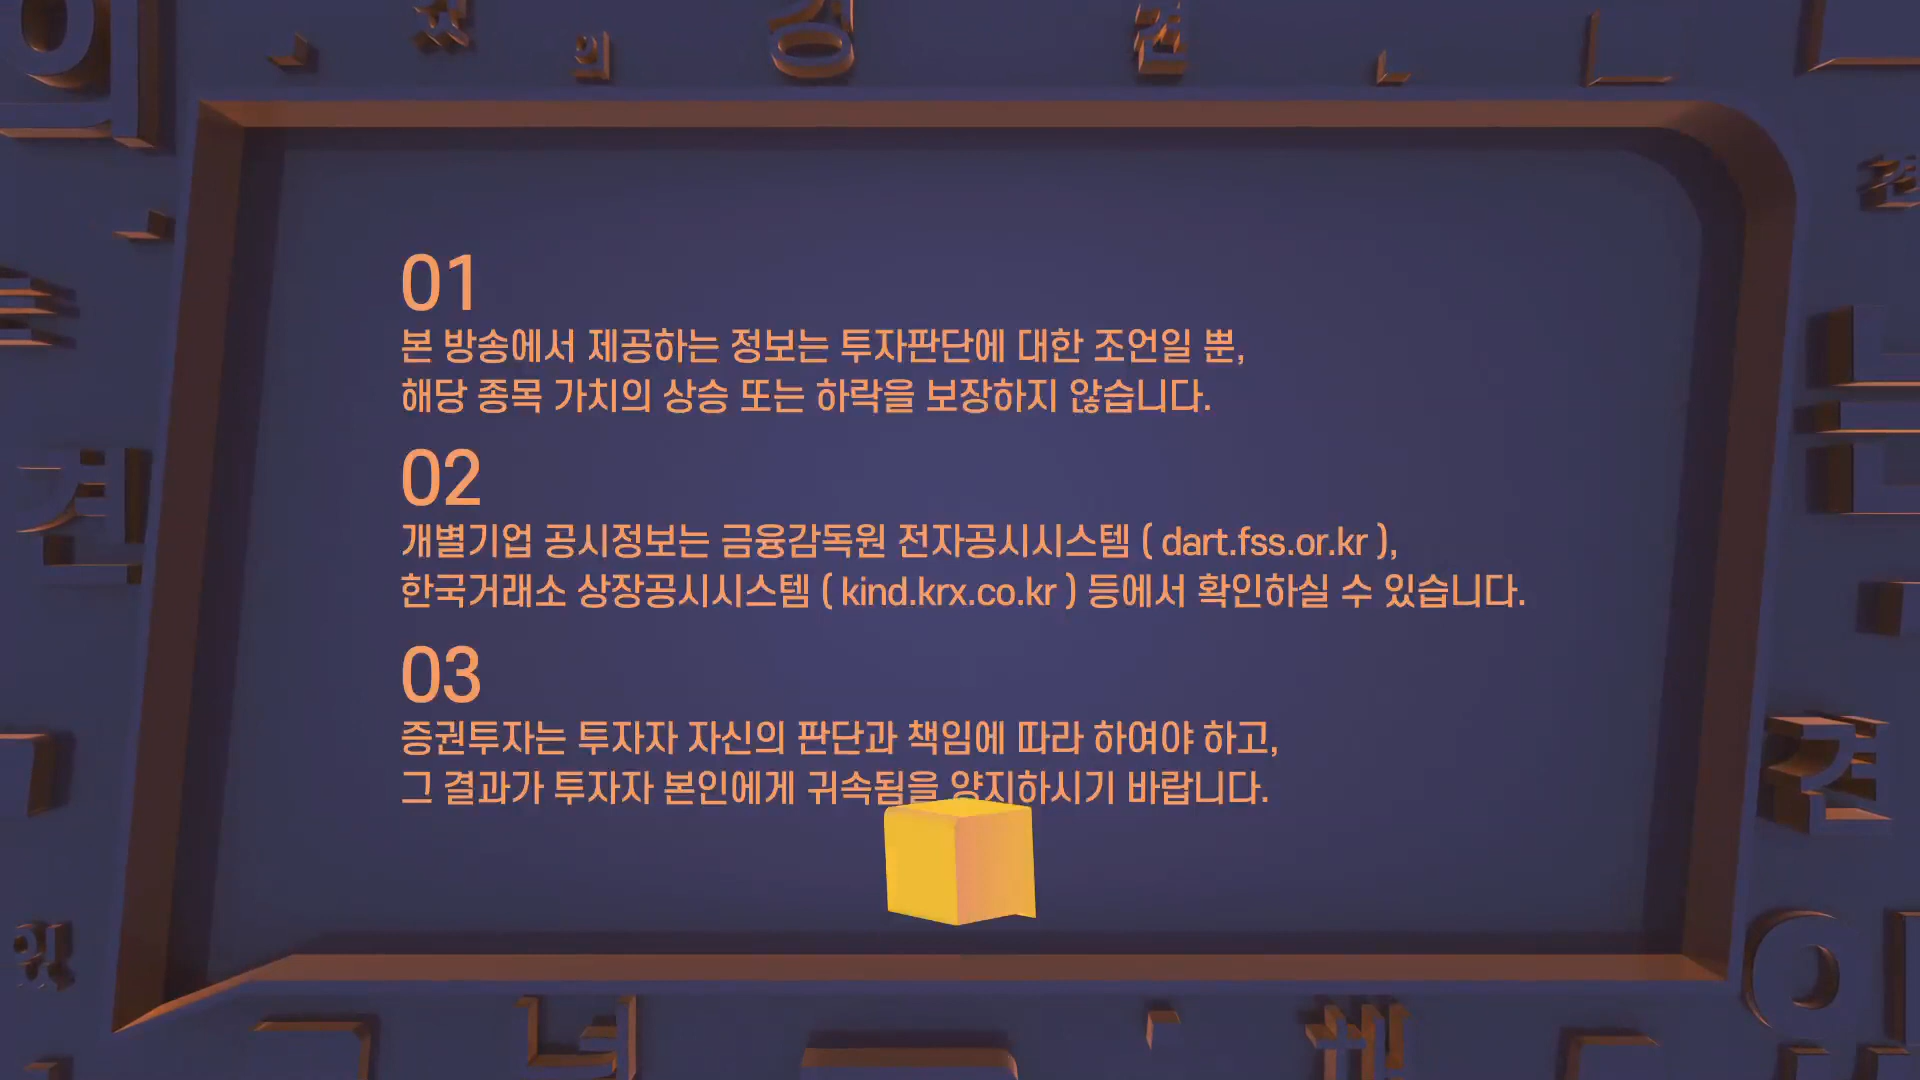 01
본 방송에서 제공하는 정보는 투자판단에 대한 조언일 뿐,
해당 종목 가치의 상승 또는 하락을 보장하지 않습니다.
02
개별기업 공시정보는 금융감독원 전자공시시스템 ( dart.fss.or.kr ),
한국거래소 상장공시시스템 ( kind.krx.co.kr ) 등에서 확인하실 수 있습니다.
03
증권투자는 투자자 자신의 판단과 책임에 따라 하여야 하고,
그 결과가 투자자 본인에게 귀속됨을 양지하시기 바랍니다.